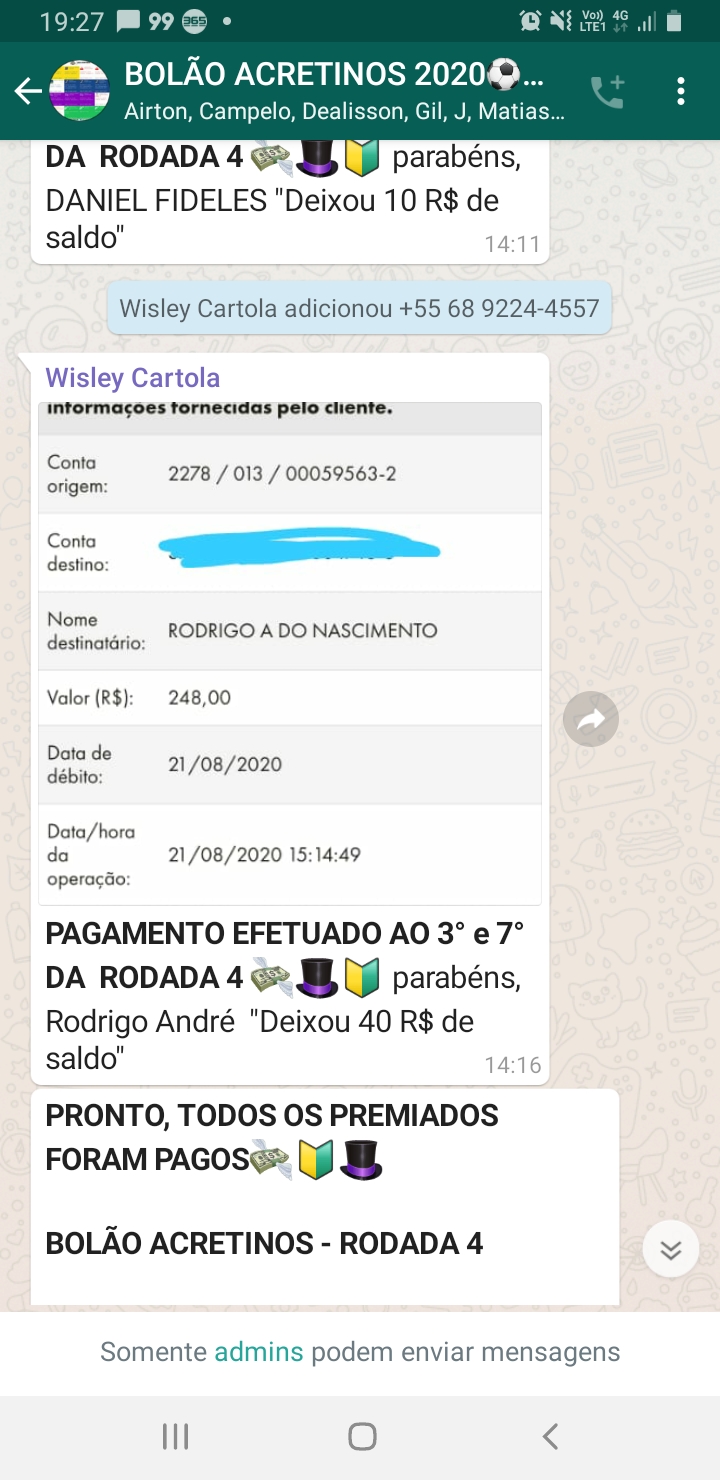 19:27 99 365 Vo)) LTE1 4G
BOLÃO ACRETINOS 2020⚽...
Airton, Campelo, Dealisson, Gil, J, Matias...
DA RODADA 4 💸🎩🔰 parabéns,
DANIEL FIDELES "Deixou 10 R$ de
saldo"
14:11
Wisley Cartola adicionou +55 68 9224-4557
Wisley Cartola
informações fornecidas pelo cliente.
Conta
origem:
2278 / 013 / 00059563-2
Conta
destino:
Nome
destinatário:
RODRIGO A DO NASCIMENTO
Valor (R$): 248,00
Data de
débito:
21/08/2020
Data/hora
da
operação:
21/08/2020 15:14:49
PAGAMENTO EFETUADO AO 3° e 7°
DA RODADA 4 💸🎩🔰 parabéns,
Rodrigo André "Deixou 40 R$ de
saldo"
14:16
PRONTO, TODOS OS PREMIADOS
FORAM PAGOS💸🔰🎩
BOLÃO ACRETINOS - RODADA 4
Somente admins podem enviar mensagens